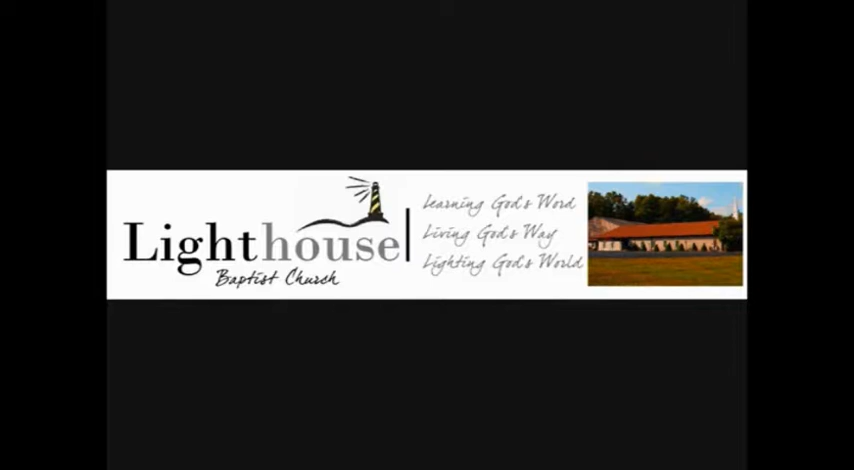 Lighthouse
Baptist Church
Learning God's Word
Living God's Way
Lighting God's World